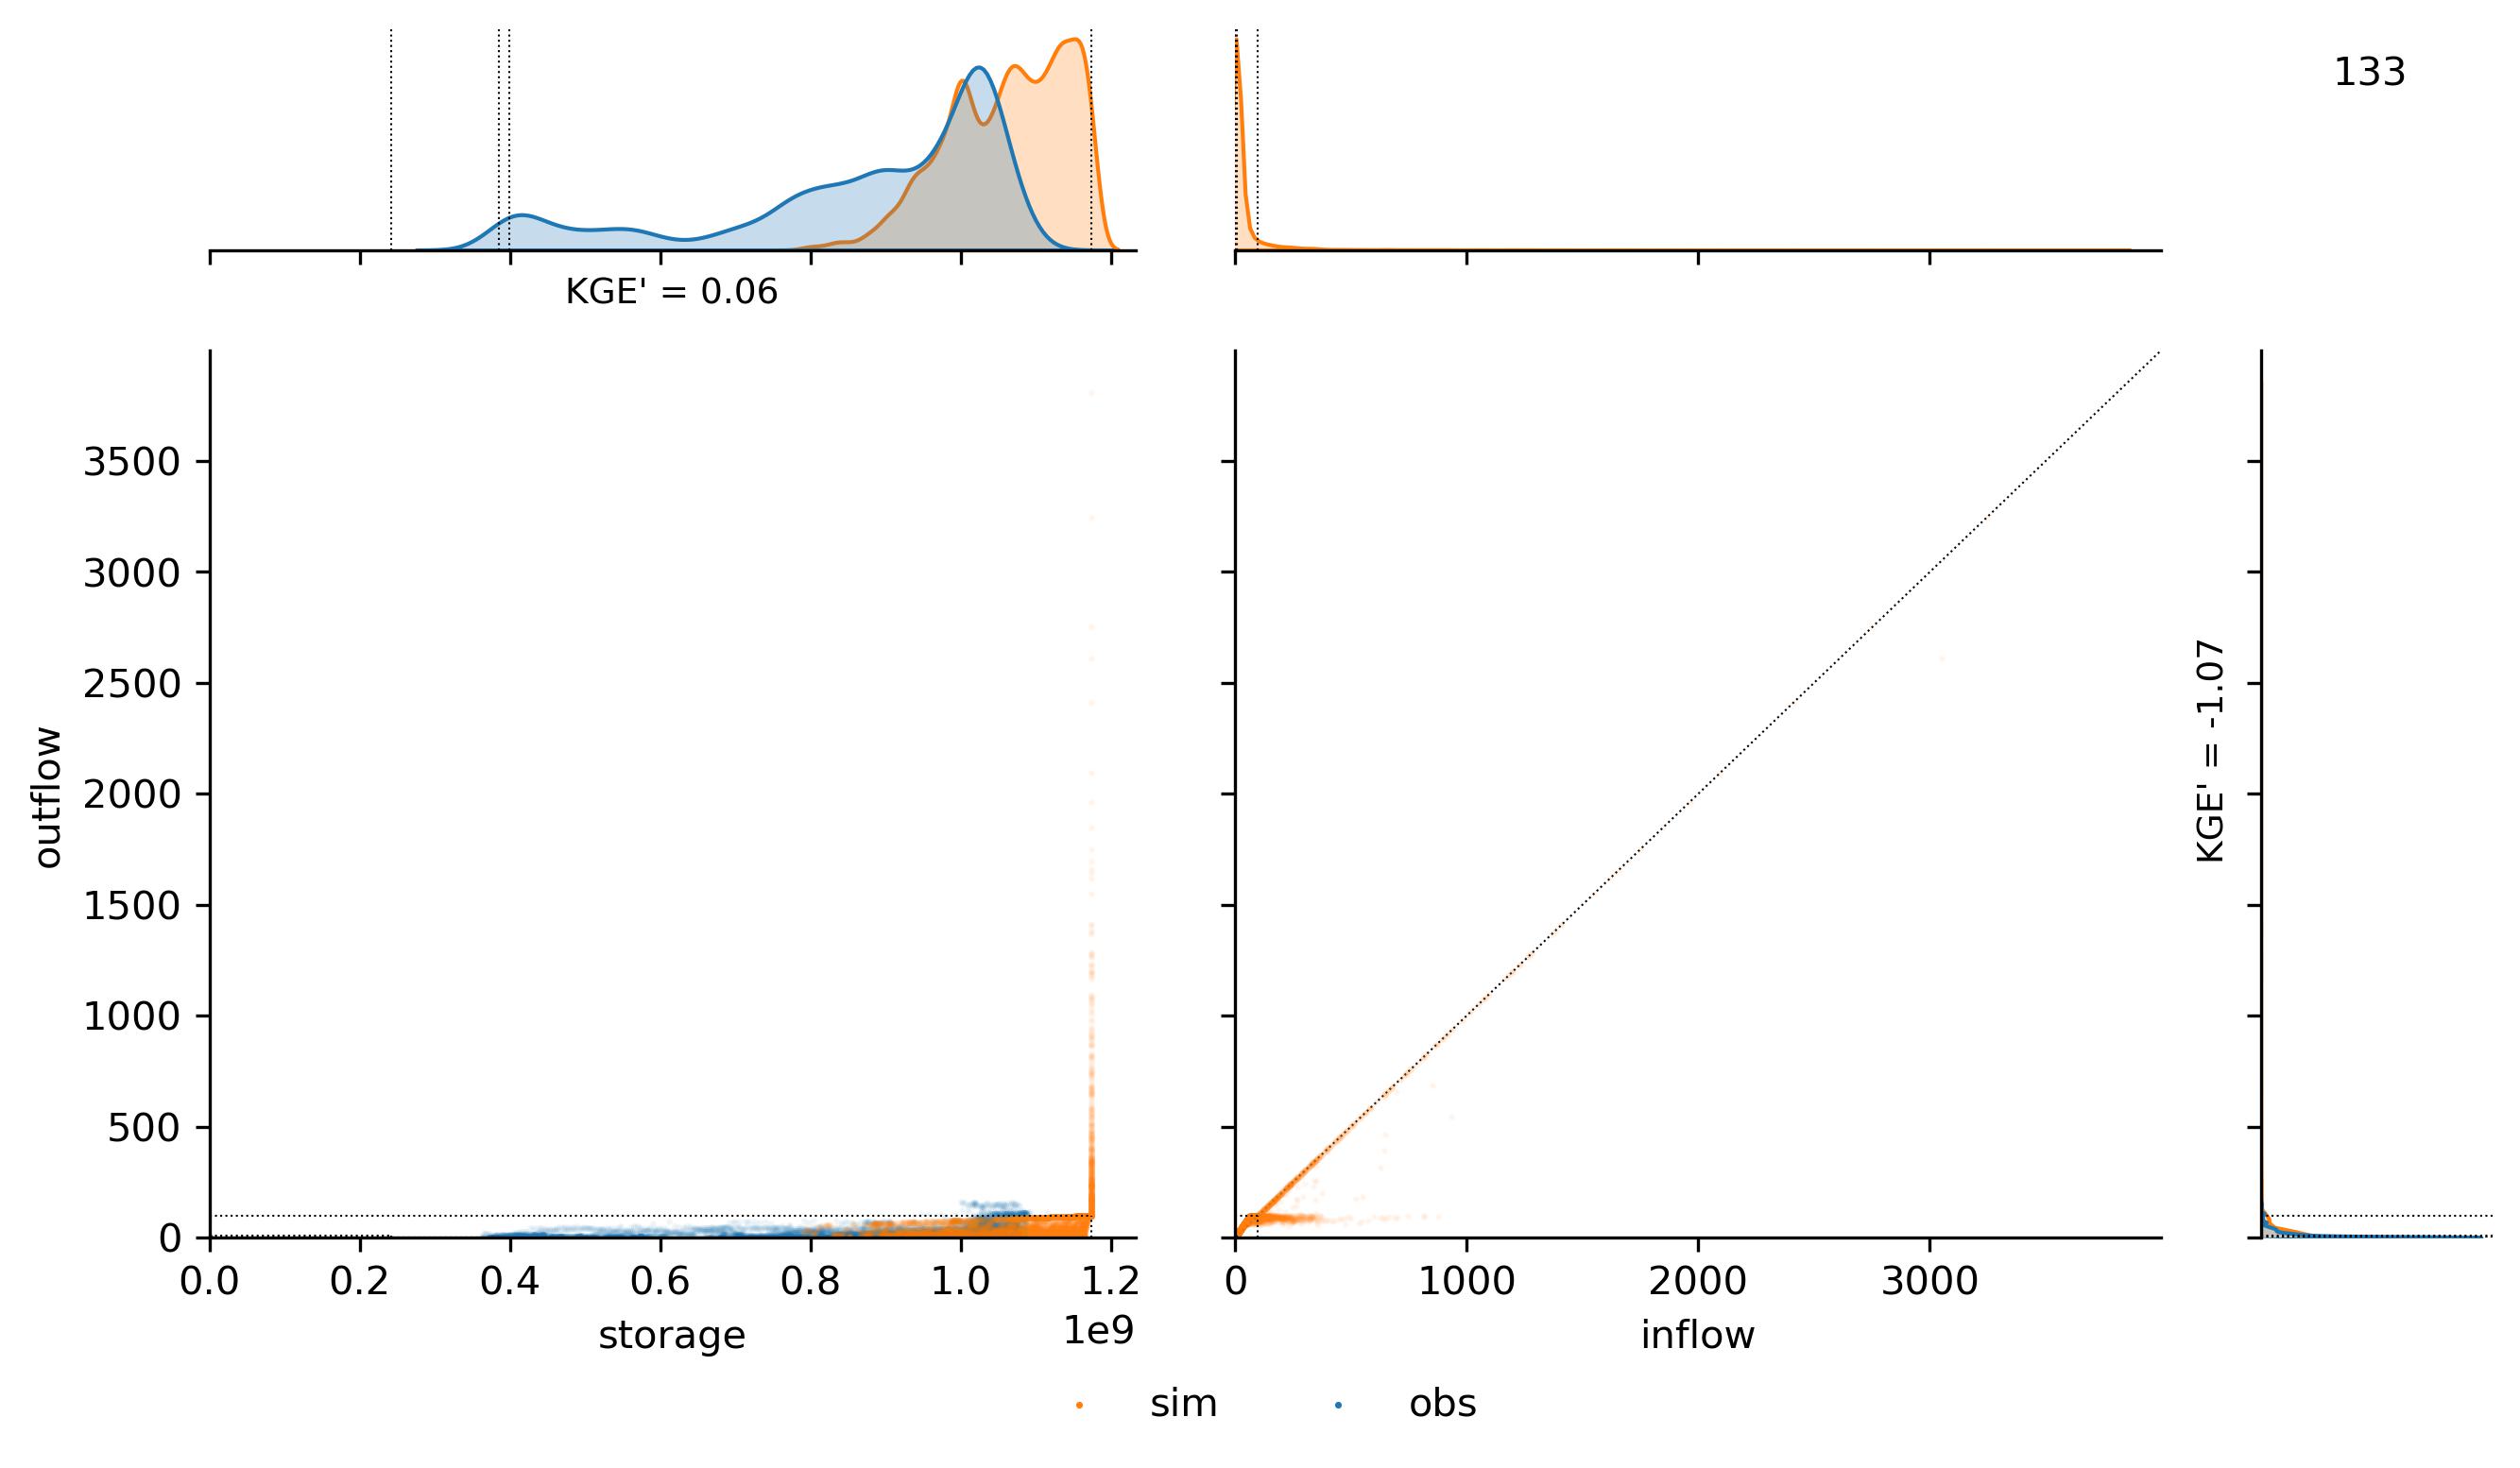 133
KGE' = 0.06
outflow
3500
3000
2500
2000
1500
1000
500
0
0.0 0.2 0.4 0.6 0.8 1.0 1.2
1e9
storage
0 1000 2000 3000
inflow
KGE' = -1.07
sim obs